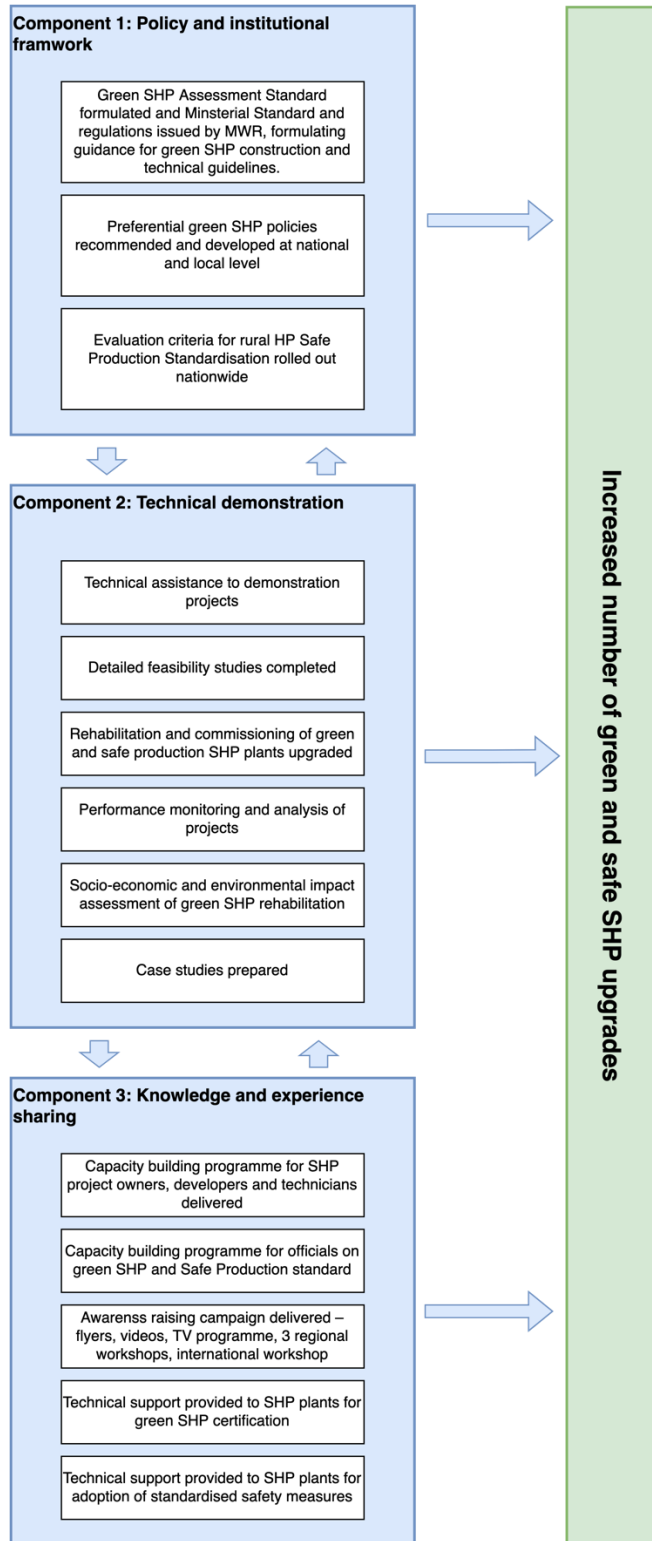 Component 1: Policy and institutional
framwork
Green SHP Assessment Standard
formulated and Minsterial Standard and
regulations issued by MWR, formulating
guidance for green SHP construction and
technical guidelines.
Preferential green SHP policies
recommended and developed at national
and local level
Evaluation criteria for rural HP Safe
Production Standardisation rolled out
nationwide
Component 2: Technical demonstration
Technical assistance to demonstration
projects
Detailed feasibility studies completed
Rehabilitation and commissioning of green
and safe production SHP plants upgraded
Performance monitoring and analysis of
projects
Socio-economic and environmental impact
assessment of green SHP rehabilitation
Case studies prepared
Component 3: Knowledge and experience
sharing
Capacity building programme for SHP
project owners, developers and technicians
delivered
Capacity building programme for officials on
green SHP and Safe Production standard
Awarenss raising campaign delivered –
flyers, videos, TV programme, 3 regional
workshops, international workshop
Technical support provided to SHP plants for
green SHP certification
Technical support provided to SHP plants for
adoption of standardised safety measures
Increased number of green and safe SHP upgrades